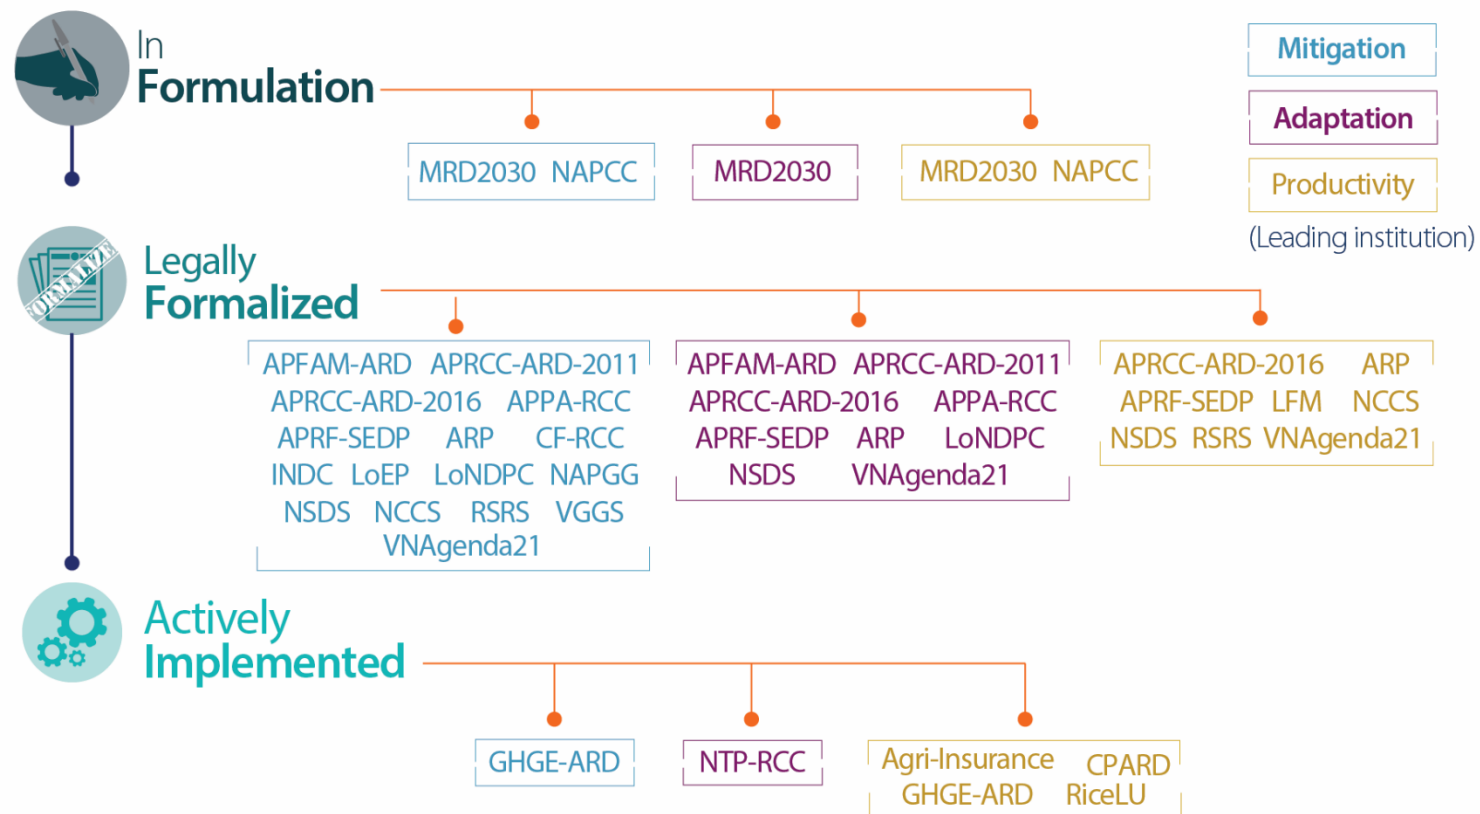 In
Formulation
MRD2030 NAPCC
MRD2030
MRD2030 NAPCC
Mitigation
Adaptation
Productivity
(Leading institution)
FORMALIZE
Legally
Formalized
APFAM-ARD APRCC-ARD-2011
APRCC-ARD-2016 APPA-RCC
APRF-SEDP ARP CF-RCC
INDC LoEP LoNDPC NAPGG
NSDS NCCS RSRS VGGS
VNAgenda21
APFAM-ARD APRCC-ARD-2011
APRCC-ARD-2016 APPA-RCC
APRF-SEDP ARP LoNDPC
NSDS VNAgenda21
APRCC-ARD-2016 ARP
APRF-SEDP LFM NCCS
NSDS RSRS VNAgenda21
Actively
Implemented
GHGE-ARD
NTP-RCC
Agri-Insurance CPARD
GHGE-ARD RiceLU